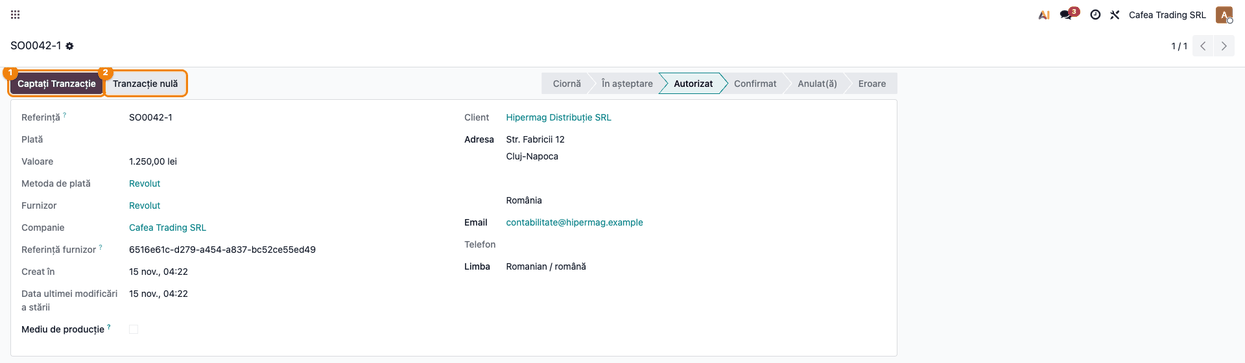 AI 3 Cafea Trading SRL A
SO0042-1 1 / 1
1 2
Captați Tranzacție Tranzacție nulă Ciornă În așteptare Autorizat Confirmat Anulat(ă) Eroare
Referință ? SO0042-1 Client Hipermag Distribuție SRL
Plată Adresa Str. Fabricii 12
Cluj-Napoca
Valoare 1.250,00 lei
Metoda de plată Revolut
România
Furnizor Revolut
Email contabilitate@hipermag.example
Companie Cafea Trading SRL
Telefon
Referință furnizor ? 6516e61c-d279-a454-a837-bc52ce55ed49
Limba Romanian / română
Creat în 15 nov., 04:22
Data ultimei modificări 15 nov., 04:22
a stării
Mediu de producție ?